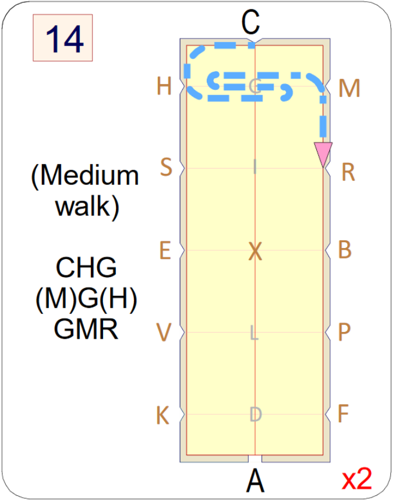 14
C
H G M
(Medium
walk)
S I R
CHG
(M)G(H)
GMR
E X B
V L P
K D F
A
x2